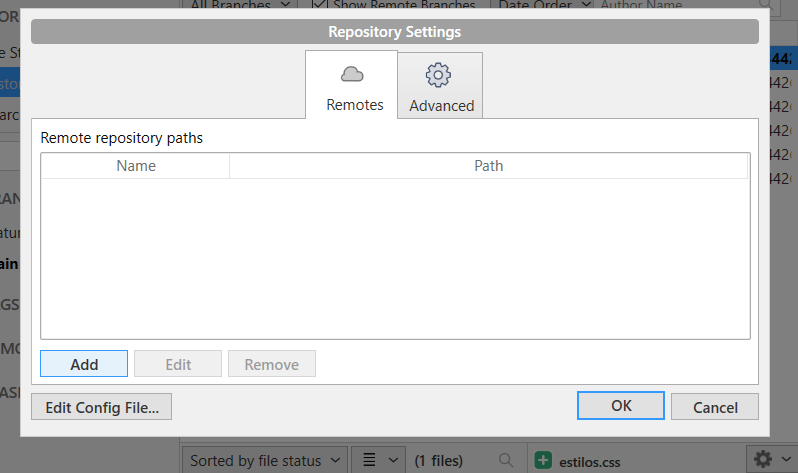 All Branches Show Remote Branches Date Order Author Name
Repository Settings
Remotes Advanced
Remote repository paths
Name Path
Add Edit Remove
Edit Config File... OK Cancel
Sorted by file status (1 files) estilos.css